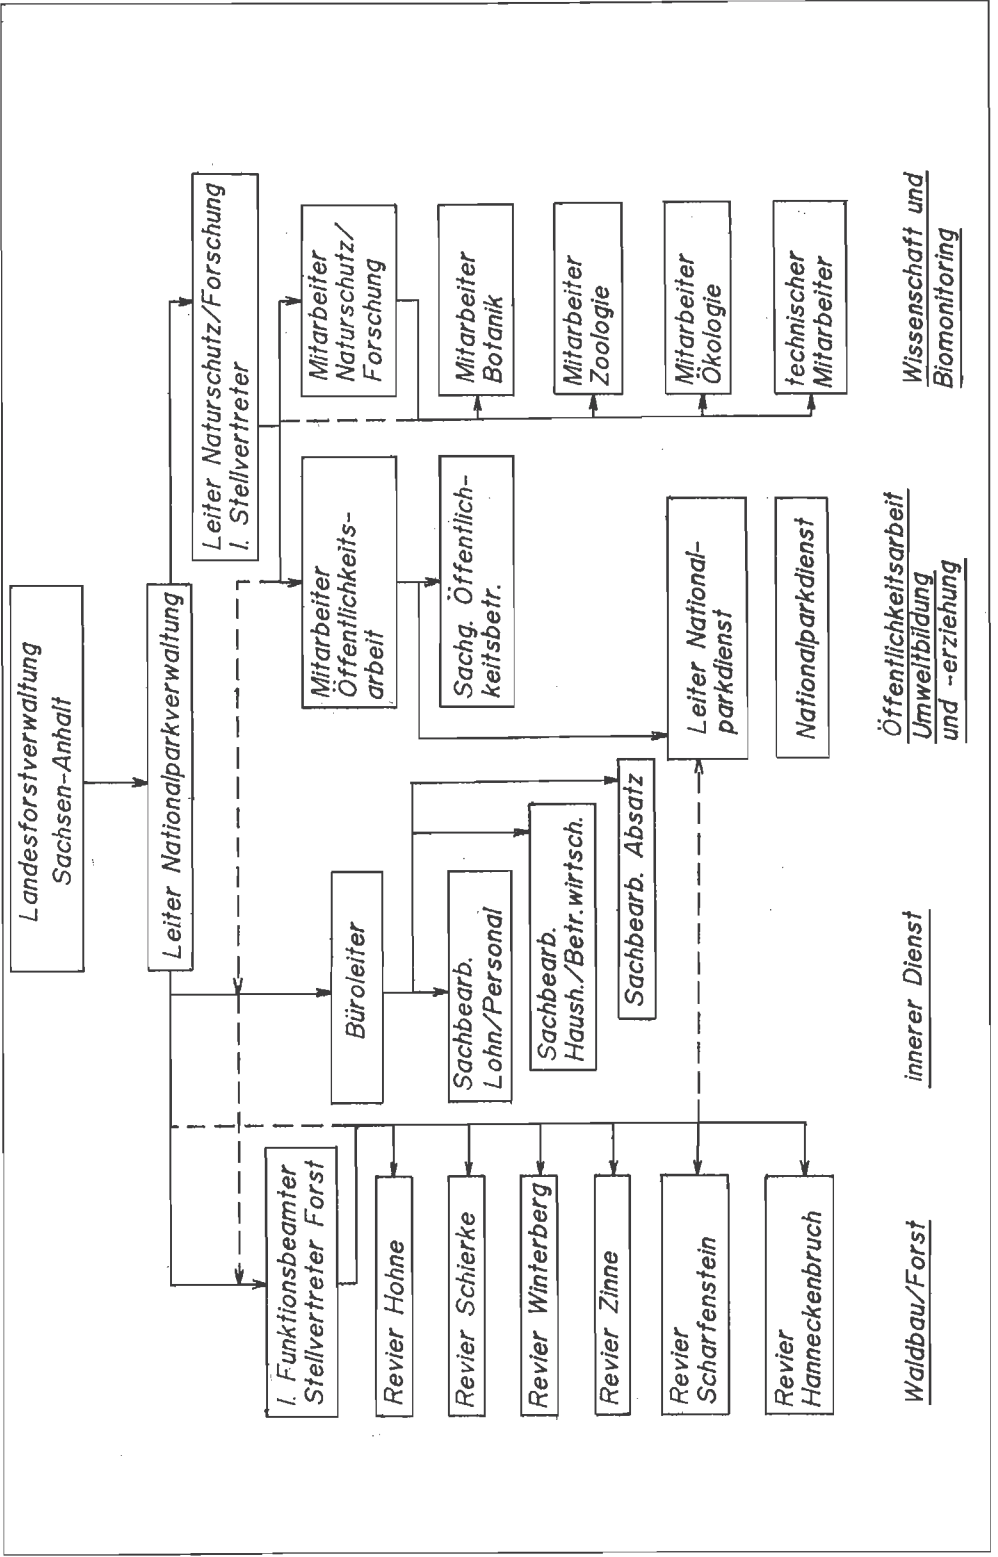 Landesforstverwaltung
Sachsen-Anhalt
Leiter Nationalparkverwaltung
I. Funktionsbeamter
Stellvertreter Forst
Revier Hohne
Revier Schierke
Revier Winterberg
Revier Zinne
Revier
Scharfenstein
Revier
Hanneckenbruch
Waldbau/Forst
Büroleiter
Sachbearb.
Lohn/Personal
Sachbearb.
Haush./Betr.wirtsch.
Sachbearb. Absatz
innerer Dienst
Mitarbeiter
Öffentlichkeits-
arbeit
Sachg. Öffentlich-
keitsbetr.
Leiter National-
parkdienst
Nationalparkdienst
Öffentlichkeitsarbeit
Umweltbildung
und -erziehung
Leiter Naturschutz/Forschung
I. Stellvertreter
Mitarbeiter
Naturschutz/
Forschung
Mitarbeiter
Botanik
Mitarbeiter
Zoologie
Mitarbeiter
Ökologie
technischer
Mitarbeiter
Wissenschaft und
Biomonitoring